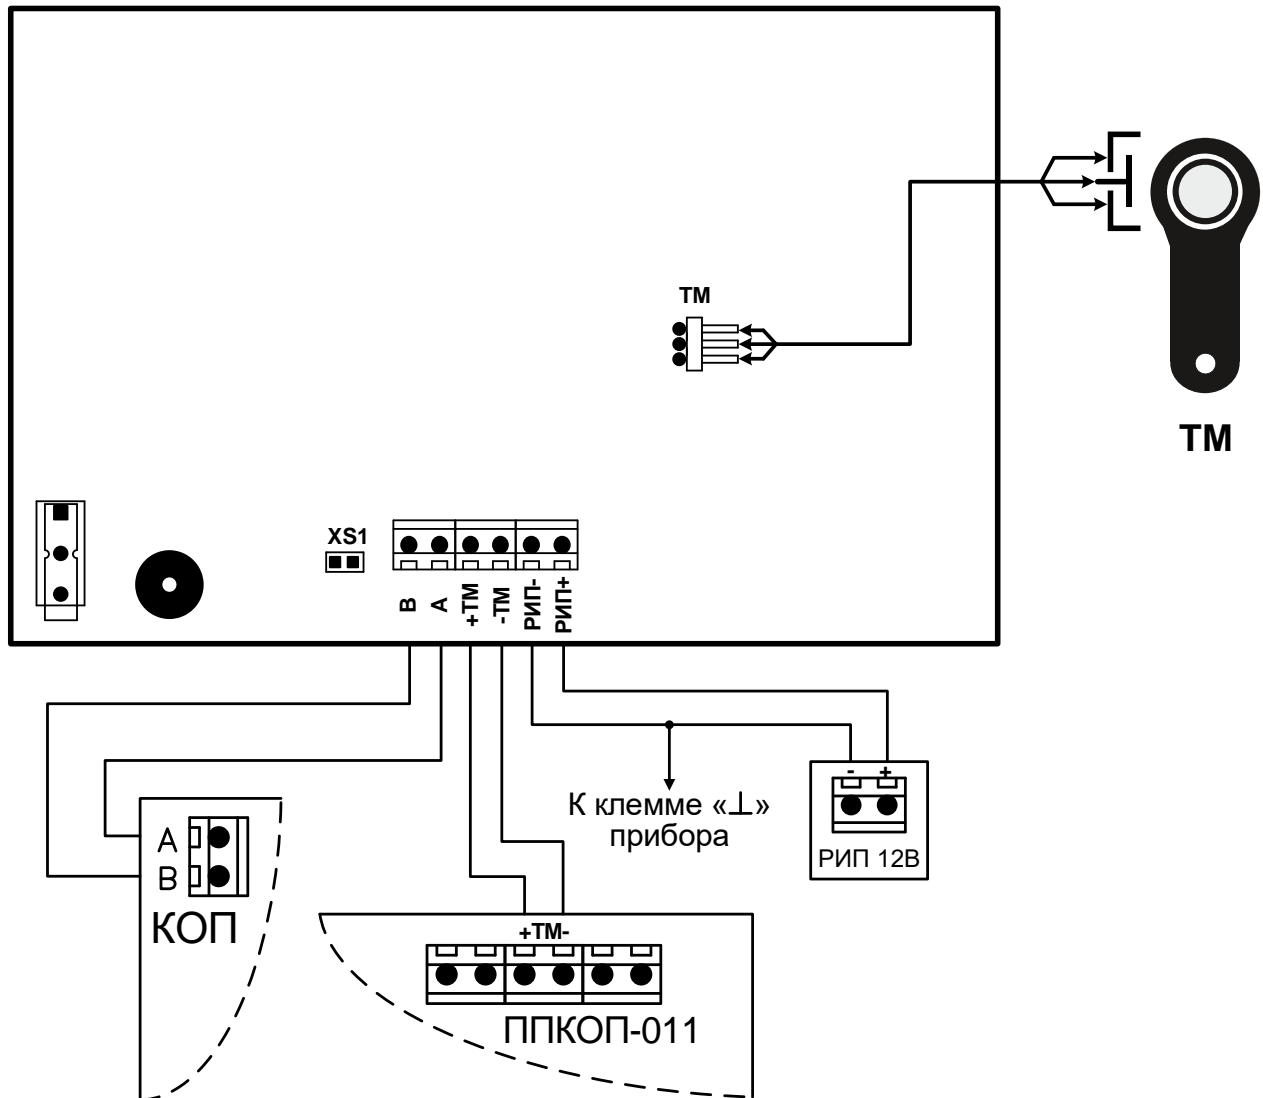 ТМ
ТМ
XS1
В
А
+ТМ
-ТМ
РИП-
РИП+
К клемме «⊥»
прибора
- +
РИП 12В
А
В
КОП
+ТМ-
ППКОП-011